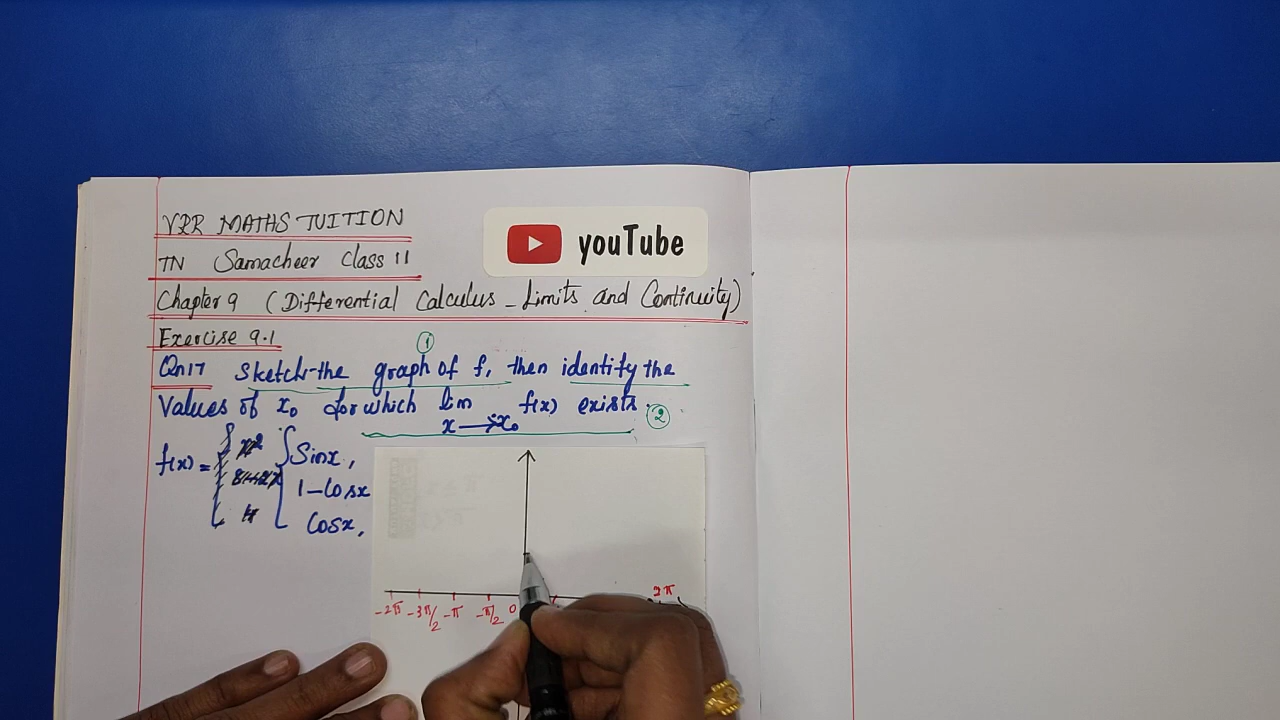 VRR MATHS TUITION
youTube
TN Samacheer Class 11
Chapter 9 (Differential Calculus - Limits and Continuity)
Exercise 9.1
①
Qn17 Sketch the graph of f, then identify the
values of x₀ for which lim f(x) exists. ②
x→x₀
f(x) = { Sinx,
1-Cosx
Cosx,
2π
-2π -3π/2 -π -π/2 0